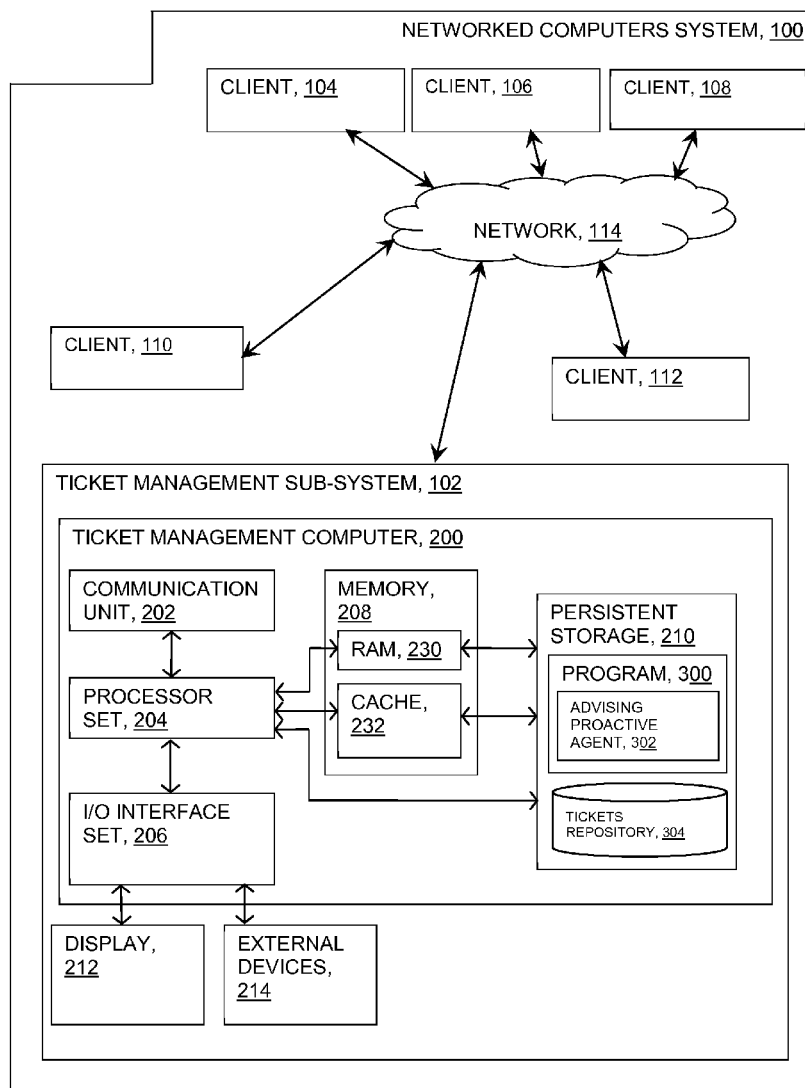 NETWORKED COMPUTERS SYSTEM, 100
CLIENT, 104
CLIENT, 106
CLIENT, 108
NETWORK, 114
CLIENT, 110
CLIENT, 112
TICKET MANAGEMENT SUB-SYSTEM, 102
TICKET MANAGEMENT COMPUTER, 200
COMMUNICATION
UNIT, 202
MEMORY,
208
RAM, 230
CACHE,
232
PERSISTENT
STORAGE, 210
PROGRAM, 300
ADVISING
PROACTIVE
AGENT, 302
PROCESSOR
SET, 204
I/O INTERFACE
SET, 206
TICKETS
REPOSITORY, 304
DISPLAY,
212
EXTERNAL
DEVICES,
214